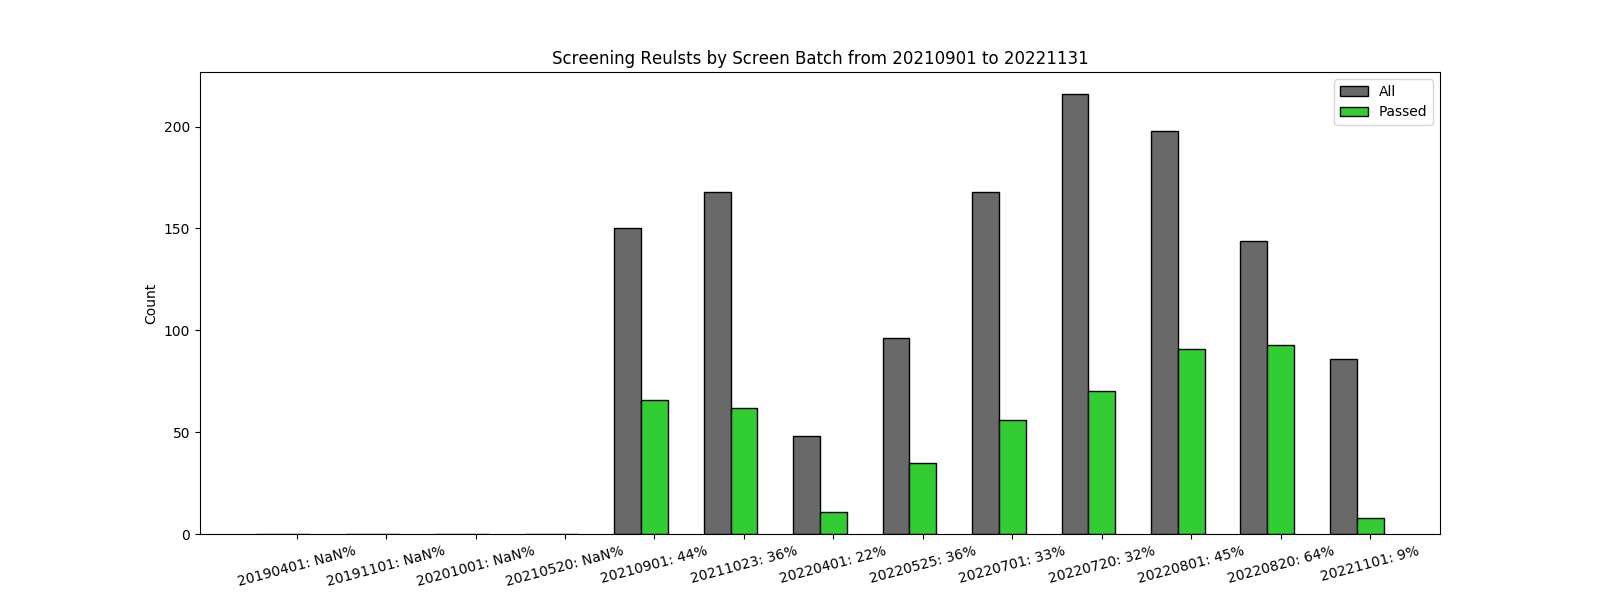 Screening Reulsts by Screen Batch from 20210901 to 20221131
All
Passed
Count
200
150
100
50
0
20190401: NaN%
20191101: NaN%
20201001: NaN%
20210520: NaN%
20210901: 44%
20211023: 36%
20220401: 22%
20220525: 36%
20220701: 33%
20220720: 32%
20220801: 45%
20220820: 64%
20221101: 9%